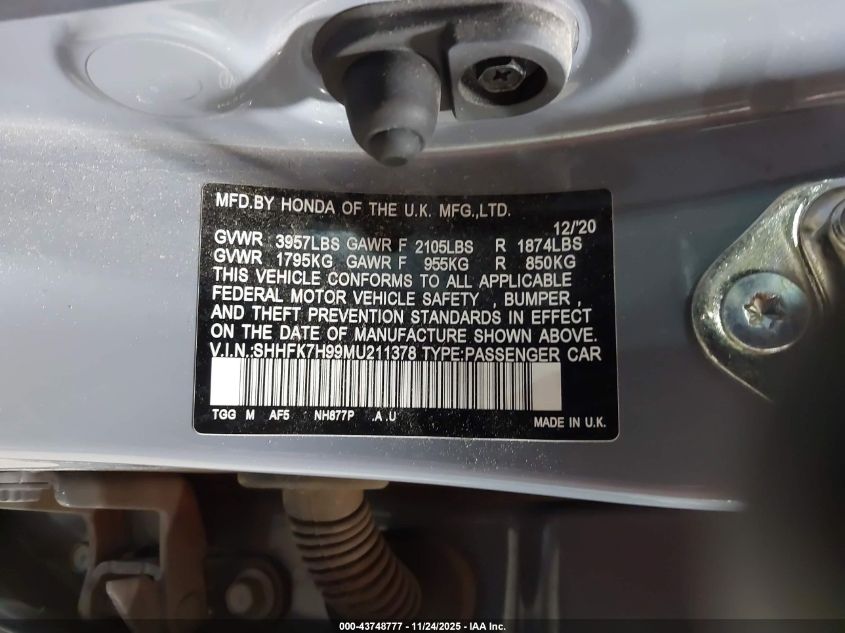 MFD.BY HONDA OF THE U.K. MFG.,LTD.
12/'20
GVWR 3957LBS GAWR F 2105LBS R 1874LBS
GVWR 1795KG GAWR F 955KG R 850KG
THIS VEHICLE CONFORMS TO ALL APPLICABLE
FEDERAL MOTOR VEHICLE SAFETY , BUMPER ,
AND THEFT PREVENTION STANDARDS IN EFFECT
ON THE DATE OF MANUFACTURE SHOWN ABOVE.
V.I.N.:SHHFK7H99MU211378 TYPE:PASSENGER CAR
TGG M AF5 NH877P .A .U
MADE IN U.K.
000-43748777 - 11/24/2025 - IAA Inc.